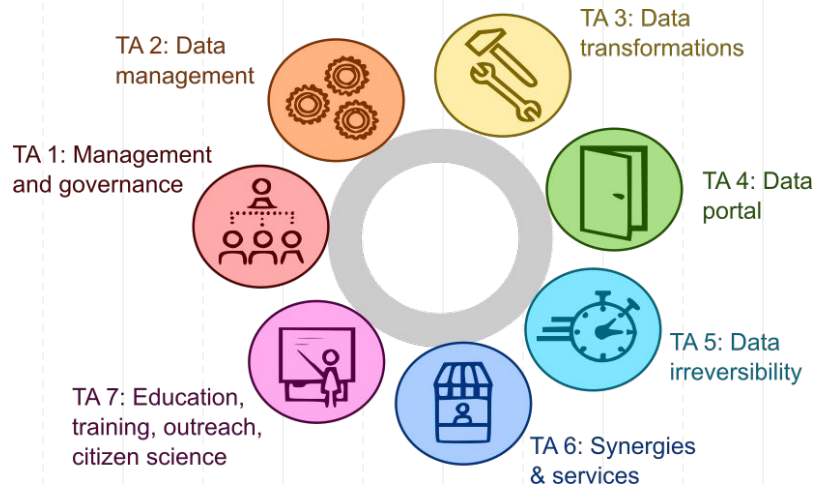 TA 1: Management
and governance
TA 2: Data
management
TA 3: Data
transformations
TA 4: Data
portal
TA 5: Data
irreversibility
TA 6: Synergies
& services
TA 7: Education,
training, outreach,
citizen science